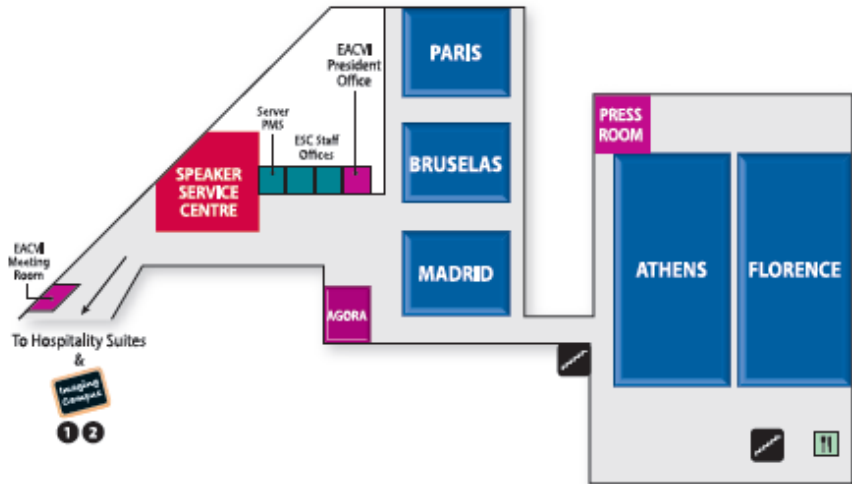 PARIS
EACVI
President
Office
Server
PMS
ESC Staff
Offices
PRESS
ROOM
BRUSELAS
SPEAKER
SERVICE
CENTRE
ATHENS
FLORENCE
MADRID
EACVI
Meeting
Room
AGORA
To Hospitality Suites
&
Imaging
Campus
1 2